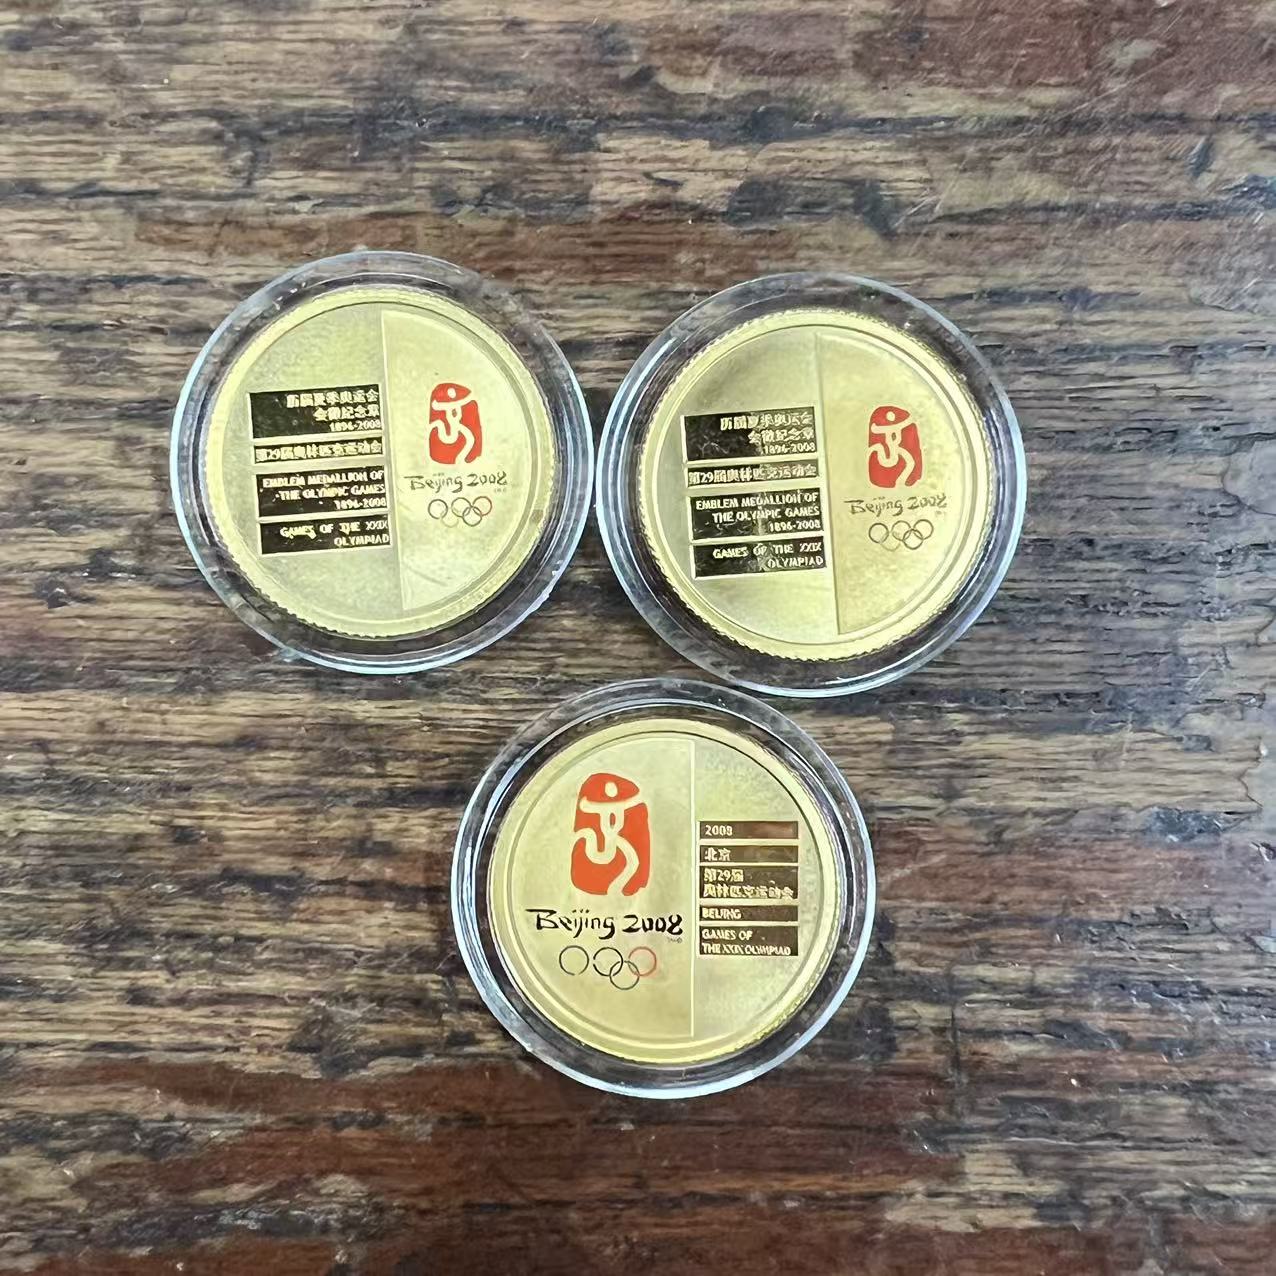 历届夏季奥运会
会徽纪念章
1896-2008
第29届奥林匹克运动会
EMBLEM MEDALLION OF
THE OLYMPIC GAMES
1896-2008
GAMES OF THE XXIX
OLYMPIAD
Beijing 2008
历届夏季奥运会
会徽纪念章
1896-2008
第29届奥林匹克运动会
EMBLEM MEDALLION OF
THE OLYMPIC GAMES
1896-2008
GAMES OF THE XXIX
OLYMPIAD
Beijing 2008
Beijing 2008
2008
北京
第29届
奥林匹克运动会
BEIJING
GAMES OF
THE XXIX OLYMPIAD